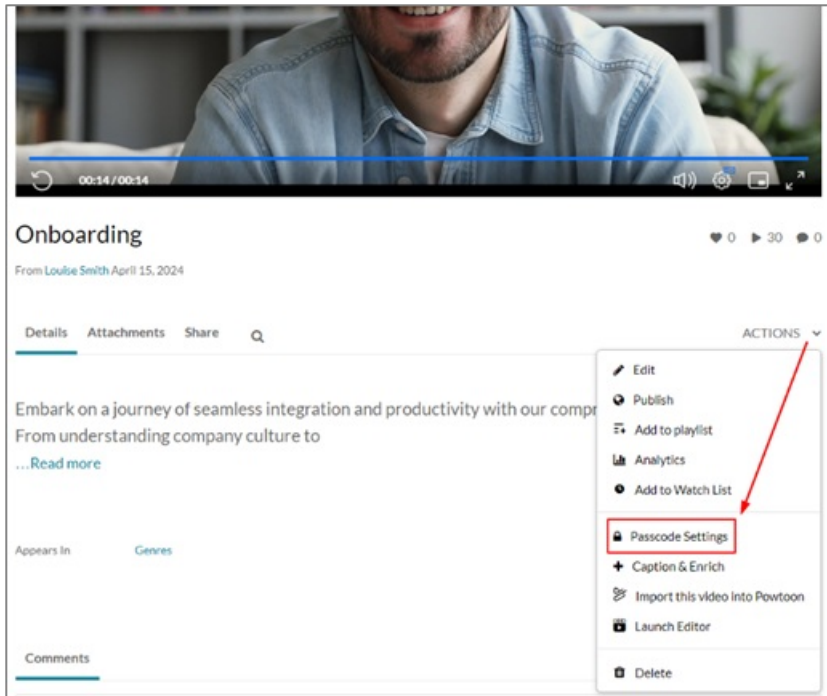 00:14 / 00:14
Onboarding
0 30 0
From Louise Smith April 15, 2024
Details Attachments Share ACTIONS
Edit
Publish
Add to playlist
Analytics
Add to Watch List
Passcode Settings
Caption & Enrich
Import this video into Powtoon
Launch Editor
Delete
Embark on a journey of seamless integration and productivity with our compr
From understanding company culture to
...Read more
Appears In Genres
Comments